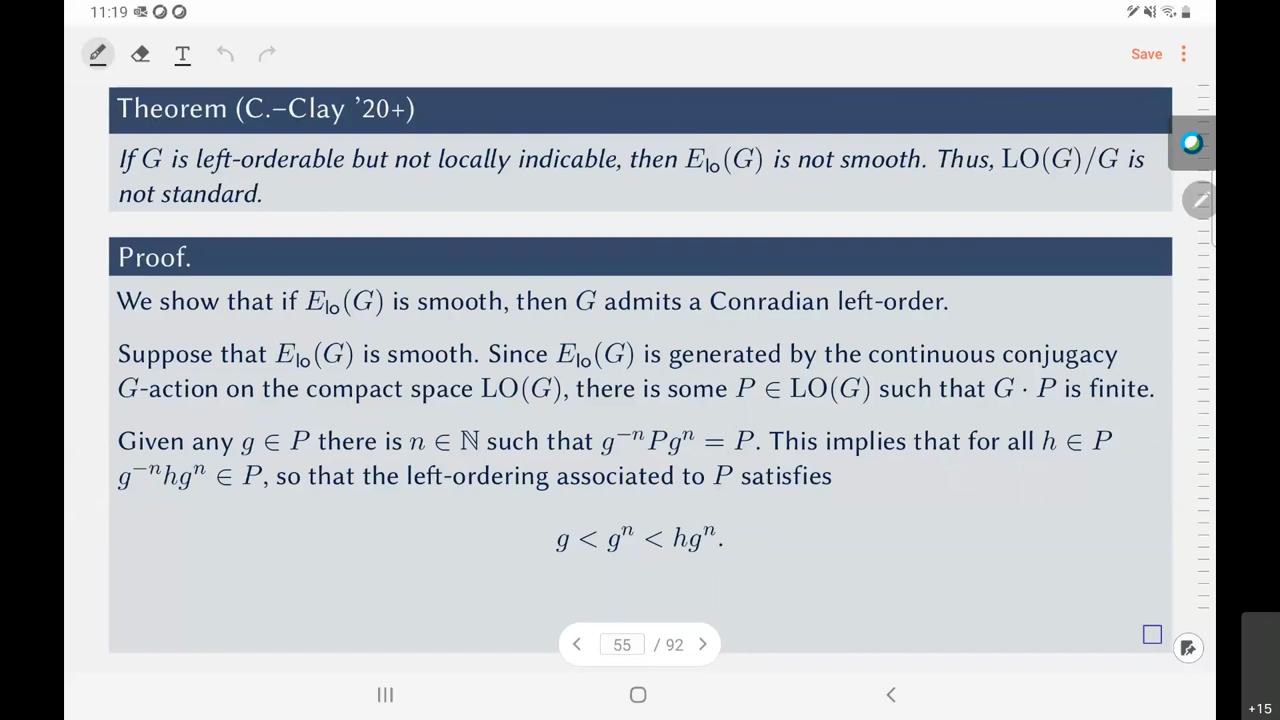 11:19
Save
Theorem (C.–Clay ’20+)
If G is left-orderable but not locally indicable, then E_lo(G) is not smooth. Thus, LO(G)/G is
not standard.
Proof.
We show that if E_lo(G) is smooth, then G admits a Conradian left-order.
Suppose that E_lo(G) is smooth. Since E_lo(G) is generated by the continuous conjugacy
G-action on the compact space LO(G), there is some P ∈ LO(G) such that G · P is finite.
Given any g ∈ P there is n ∈ ℕ such that g⁻ⁿPgⁿ = P. This implies that for all h ∈ P
g⁻ⁿhgⁿ ∈ P, so that the left-ordering associated to P satisfies
g < gⁿ < hgⁿ.
55 / 92
+15